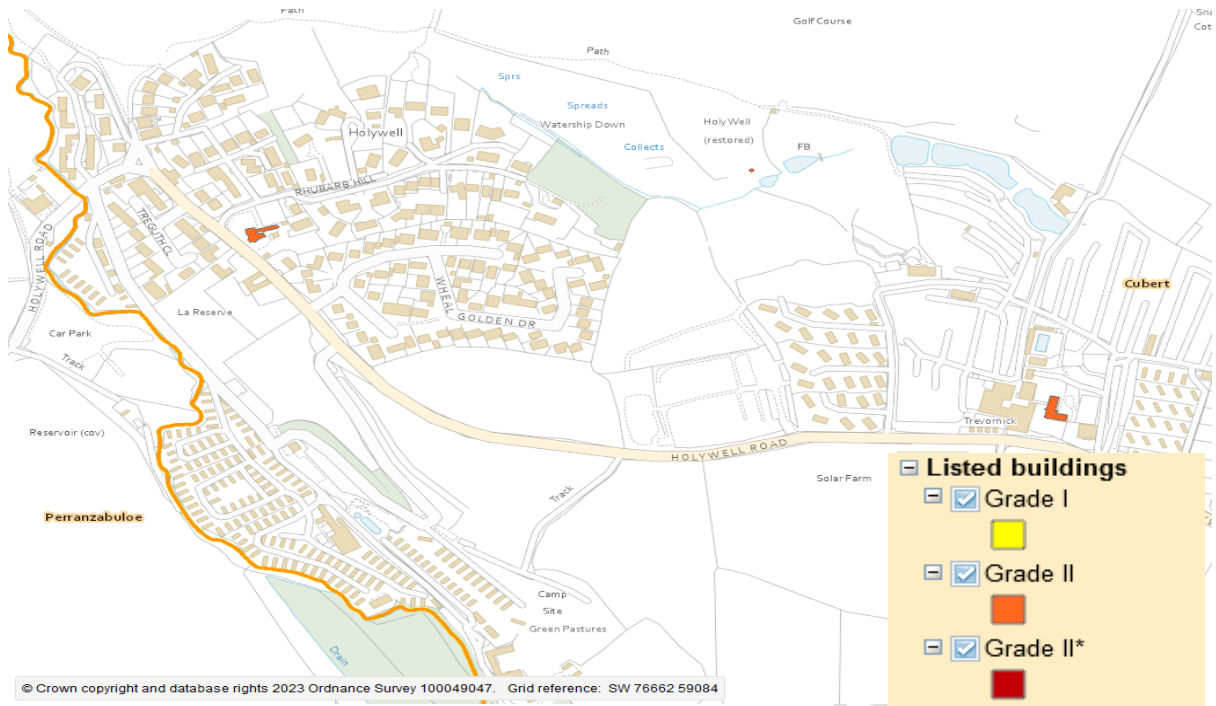 Path
Golf Course
Sna
Cot
Path
Sprs
Spreads
Watership Down
Holy Well
(restored)
Holywell
FB
Collects
RHUBARB HILL
TREGUTH CL
HOLYWELL ROAD
Cubert
WHEAL
GOLDEN DR
La Reserve
Car Park
Track
Trevornick
Reservoir (cov)
HOLYWELL ROAD
Solar Farm
Track
Perranzabuloe
Camp
Site
Green Pastures
Drain
Listed buildings
Grade I
Grade II
Grade II*
© Crown copyright and database rights 2023 Ordnance Survey 100049047. Grid reference: SW 76662 59084